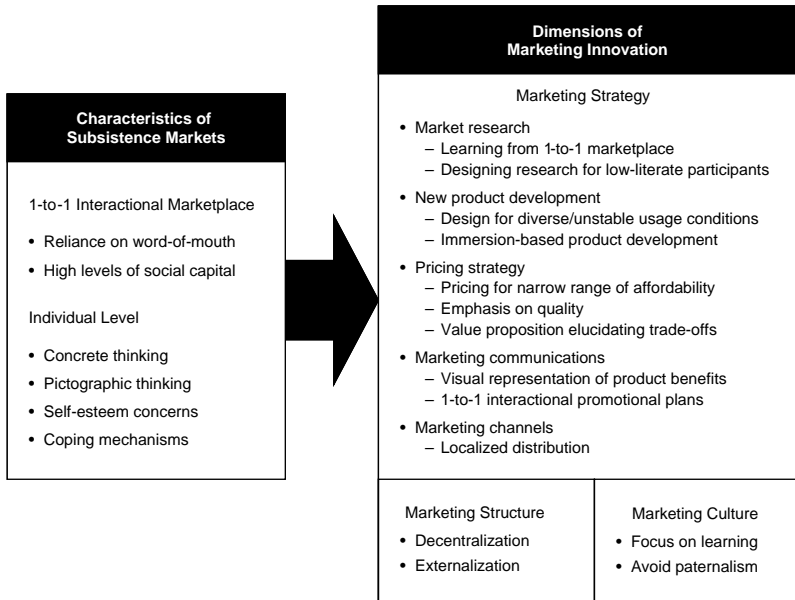 Characteristics of
Subsistence Markets
1-to-1 Interactional Marketplace
• Reliance on word-of-mouth
• High levels of social capital
Individual Level
• Concrete thinking
• Pictographic thinking
• Self-esteem concerns
• Coping mechanisms
Dimensions of
Marketing Innovation
Marketing Strategy
• Market research
– Learning from 1-to-1 marketplace
– Designing research for low-literate participants
• New product development
– Design for diverse/unstable usage conditions
– Immersion-based product development
• Pricing strategy
– Pricing for narrow range of affordability
– Emphasis on quality
– Value proposition elucidating trade-offs
• Marketing communications
– Visual representation of product benefits
– 1-to-1 interactional promotional plans
• Marketing channels
– Localized distribution
Marketing Structure
• Decentralization
• Externalization
Marketing Culture
• Focus on learning
• Avoid paternalism